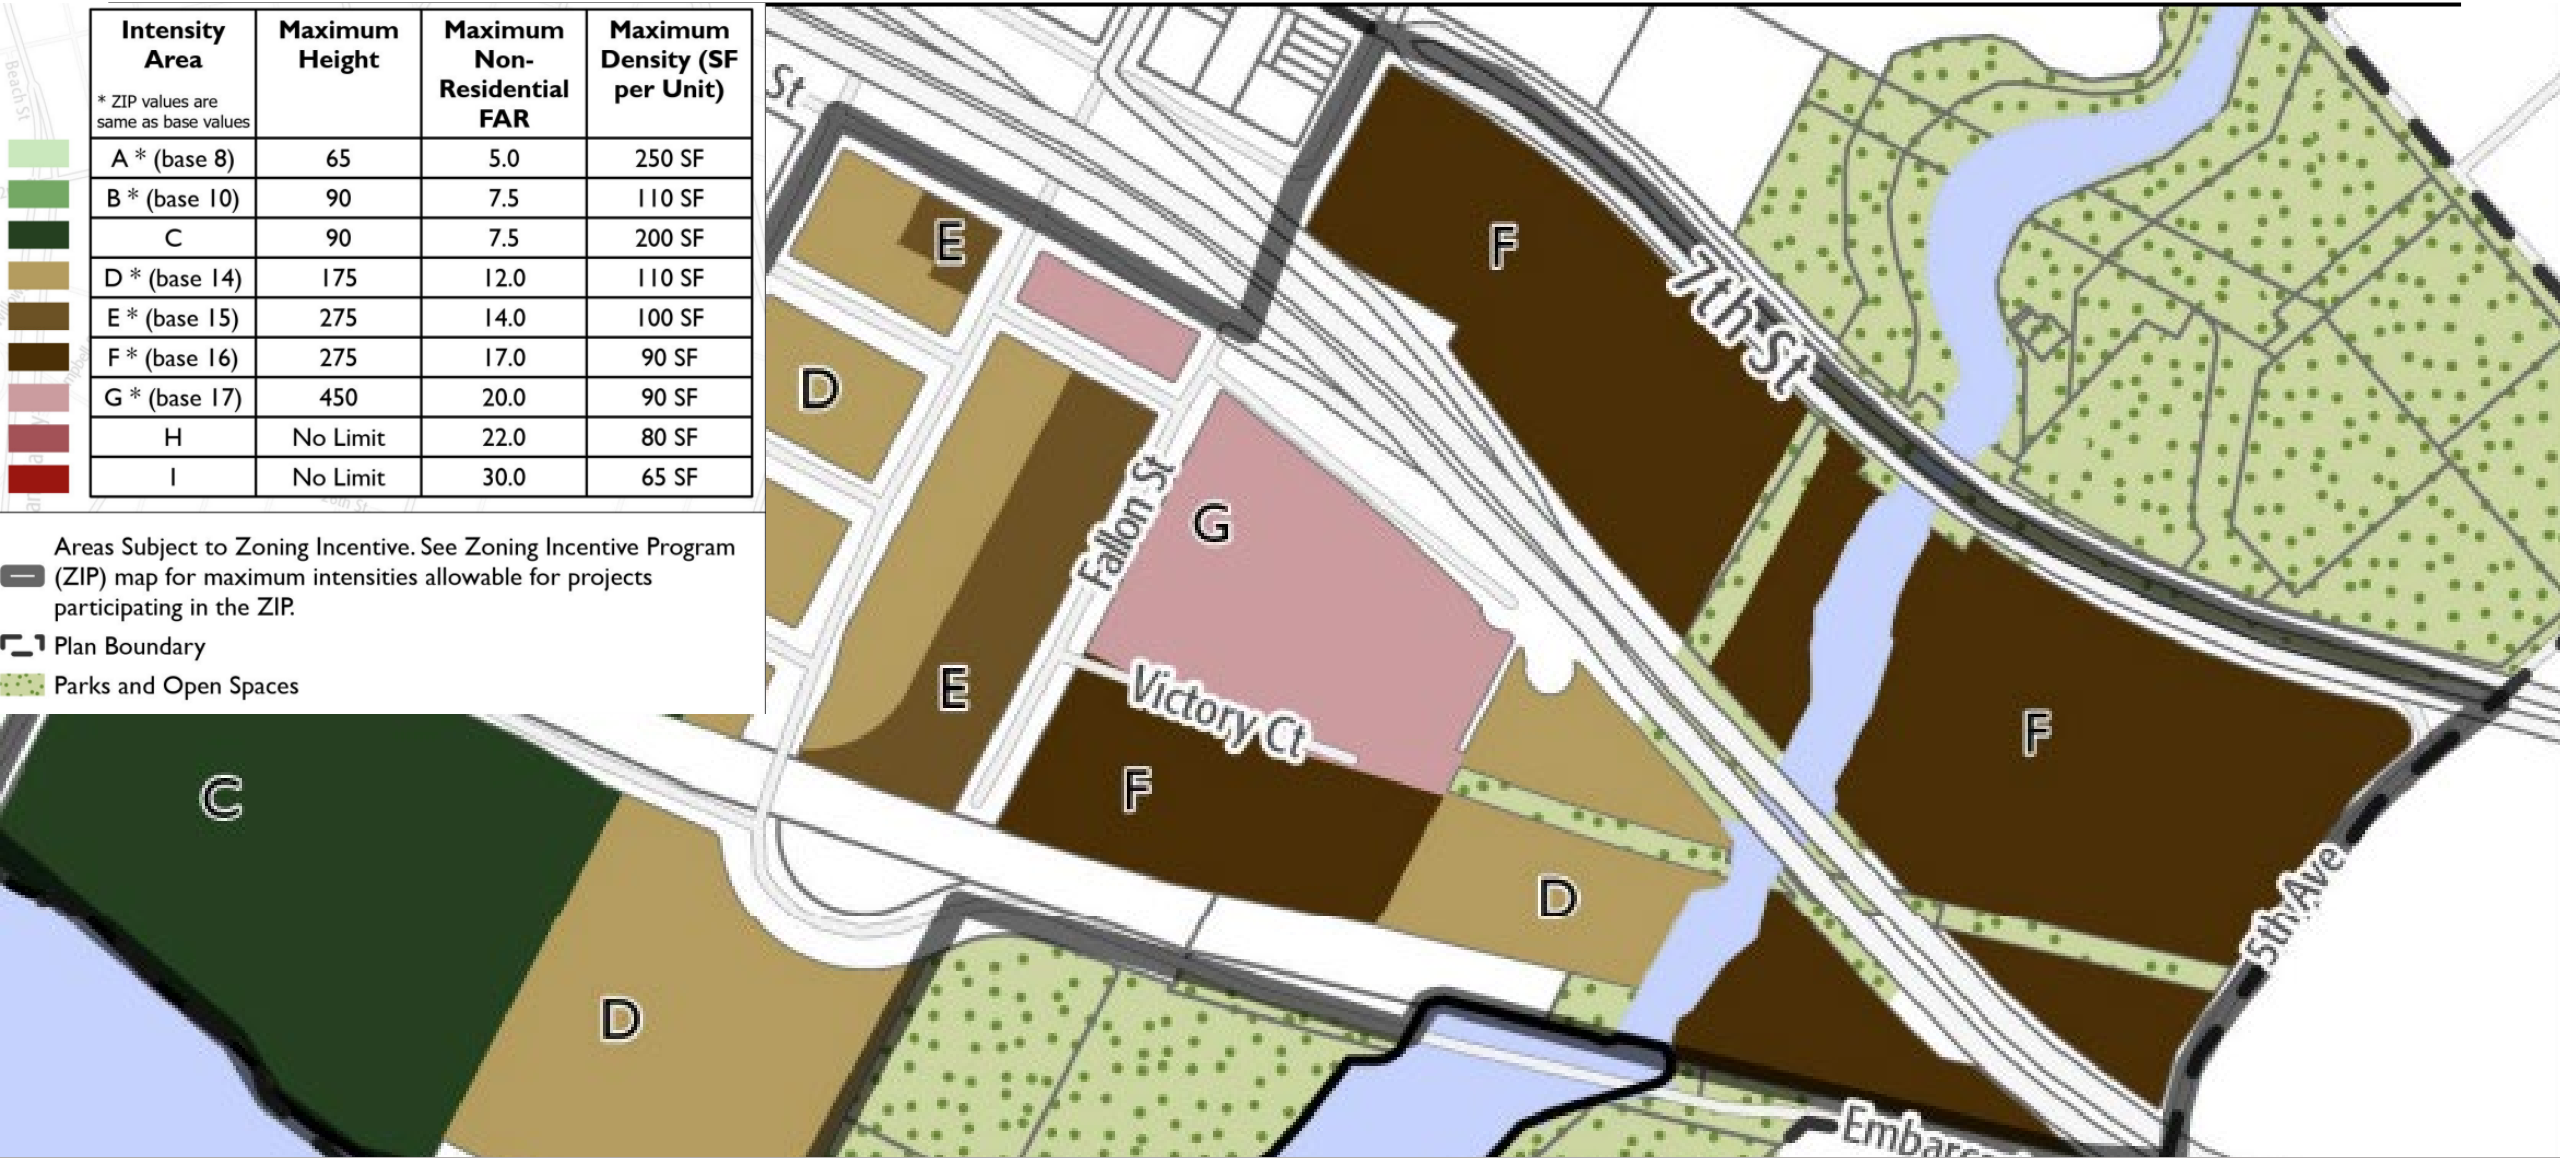 Intensity Area
* ZIP values are same as base values
Maximum Height
Maximum Non-Residential FAR
Maximum Density (SF per Unit)
A * (base 8) 65 5.0 250 SF
B * (base 10) 90 7.5 110 SF
C 90 7.5 200 SF
D * (base 14) 175 12.0 110 SF
E * (base 15) 275 14.0 100 SF
F * (base 16) 275 17.0 90 SF
G * (base 17) 450 20.0 90 SF
H No Limit 22.0 80 SF
I No Limit 30.0 65 SF
Areas Subject to Zoning Incentive. See Zoning Incentive Program
(ZIP) map for maximum intensities allowable for projects
participating in the ZIP.
Plan Boundary
Parks and Open Spaces
Beach St
St
E
F
7th St
D
Fallon St
G
E
Victory Ct
F
F
C
D
D
5th Ave
Embarc